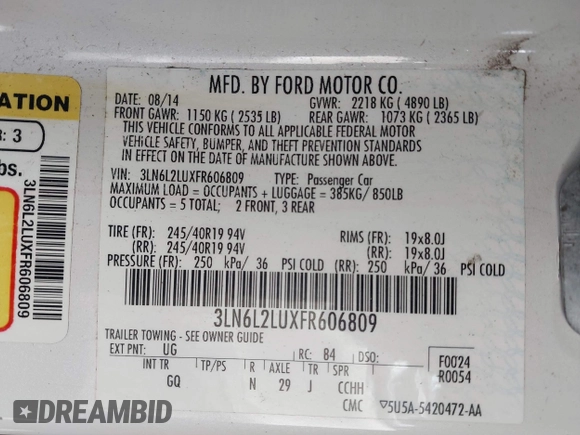 ATION
R: 3
bs.
3LN6L2LUXFR606809
MFD. BY FORD MOTOR CO.
DATE: 08/14 GVWR: 2218 KG ( 4890 LB)
FRONT GAWR: 1150 KG ( 2535 LB) REAR GAWR: 1073 KG ( 2365 LB)
THIS VEHICLE CONFORMS TO ALL APPLICABLE FEDERAL MOTOR
VEHICLE SAFETY, BUMPER, AND THEFT PREVENTION STANDARDS
IN EFFECT ON THE DATE OF MANUFACTURE SHOWN ABOVE.
VIN: 3LN6L2LUXFR606809 TYPE: Passenger Car
MAXIMUM LOAD = OCCUPANTS + LUGGAGE = 385KG/ 850LB
OCCUPANTS = 5 TOTAL; 2 FRONT, 3 REAR
TIRE (FR): 245/40R19 94V RIMS (FR): 19x8.0J
(RR): 245/40R19 94V (RR): 19x8.0J
PRESSURE (FR): 250 kPa/ 36 PSI COLD (RR): 250 kPa/ 36 PSI COLD
3LN6L2LUXFR606809
TRAILER TOWING - SEE OWNER GUIDE
EXT PNT: UG RC: 84 DSO:
F0024
R0054
INT TR TP/PS R AXLE TR SPR
GQ N 29 J CCHH
CMC ▽5U5A-5420472-AA
DREAMBID
DREAMBID